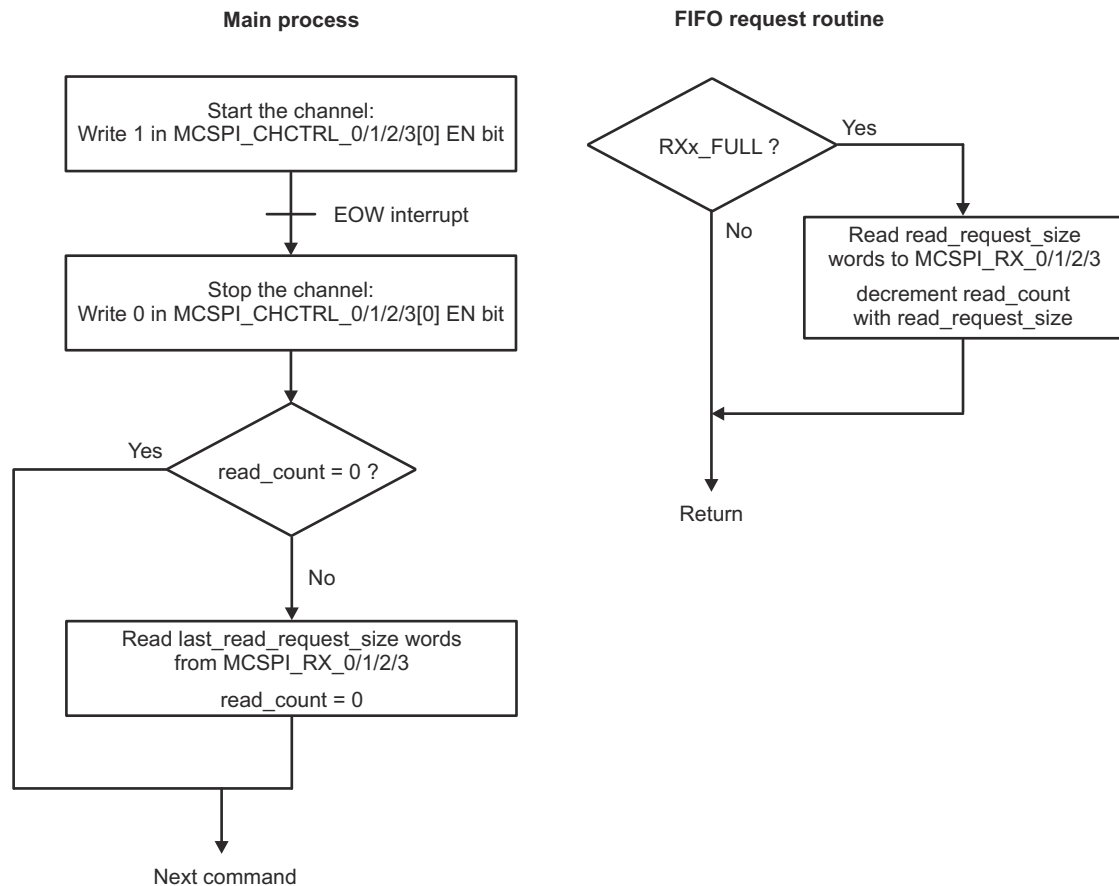 Main process
Start the channel:
Write 1 in MCSPI_CHCTRL_0/1/2/3[0] EN bit
EOW interrupt
Stop the channel:
Write 0 in MCSPI_CHCTRL_0/1/2/3[0] EN bit
Yes
read_count = 0 ?
No
Read last_read_request_size words
from MCSPI_RX_0/1/2/3
read_count = 0
Next command
FIFO request routine
RXx_FULL ?
Yes
No
Read read_request_size
words to MCSPI_RX_0/1/2/3
decrement read_count
with read_request_size
Return